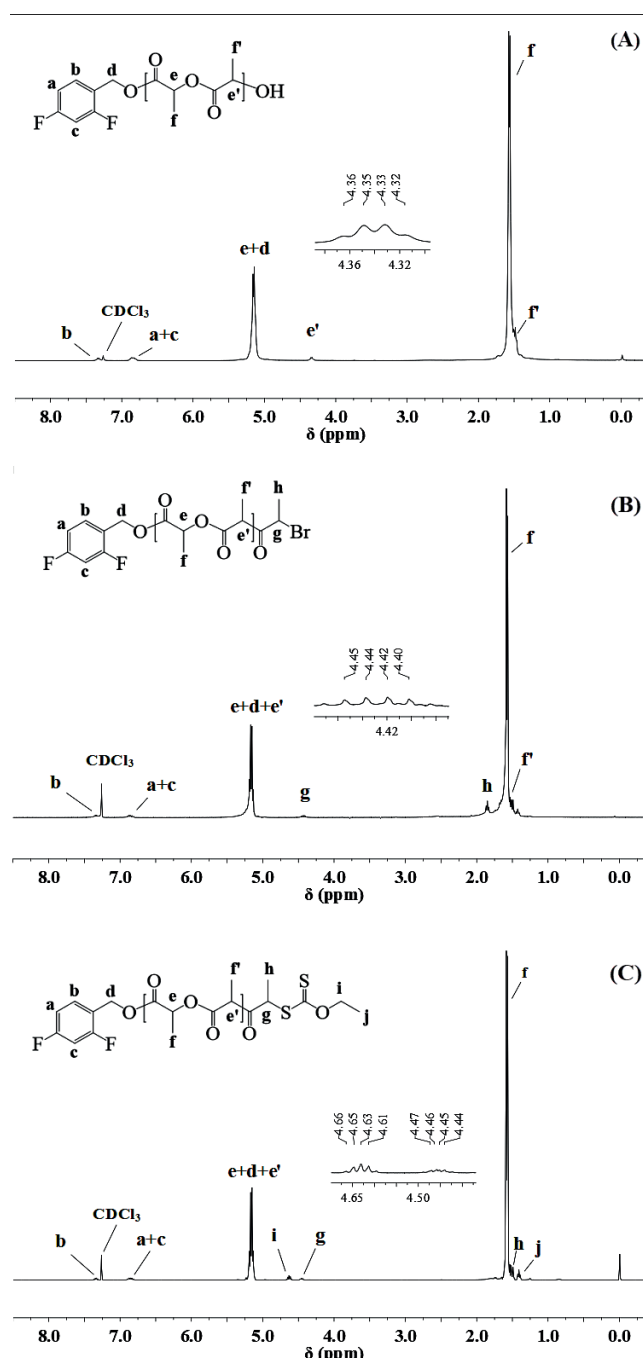 (A)
f'
O
b
d
e
a
O
O
e'
OH
f
O
F
F
c
f
4.36
4.35
4.33
4.32
4.36
4.32
e+d
CDCl3
b
a+c
e'
f'
8.0 7.0 6.0 5.0 4.0 3.0 2.0 1.0 0.0
δ (ppm)
(B)
f'
h
O
b
d
e
a
O
O
e'
Br
g
f
O
O
F
F
c
f
4.45
4.44
4.42
4.40
4.42
e+d+e'
CDCl3
b
a+c
g
h
f'
8.0 7.0 6.0 5.0 4.0 3.0 2.0 1.0 0.0
δ (ppm)
(C)
f'
h
S
i
O
b
d
e
a
O
O
e'
g
S
O
j
f
O
O
F
F
c
f
4.66
4.65
4.63
4.61
4.47
4.46
4.45
4.44
4.65 4.50
e+d+e'
CDCl3
b
a+c
i
g
h
j
8.0 7.0 6.0 5.0 4.0 3.0 2.0 1.0 0.0
δ (ppm)